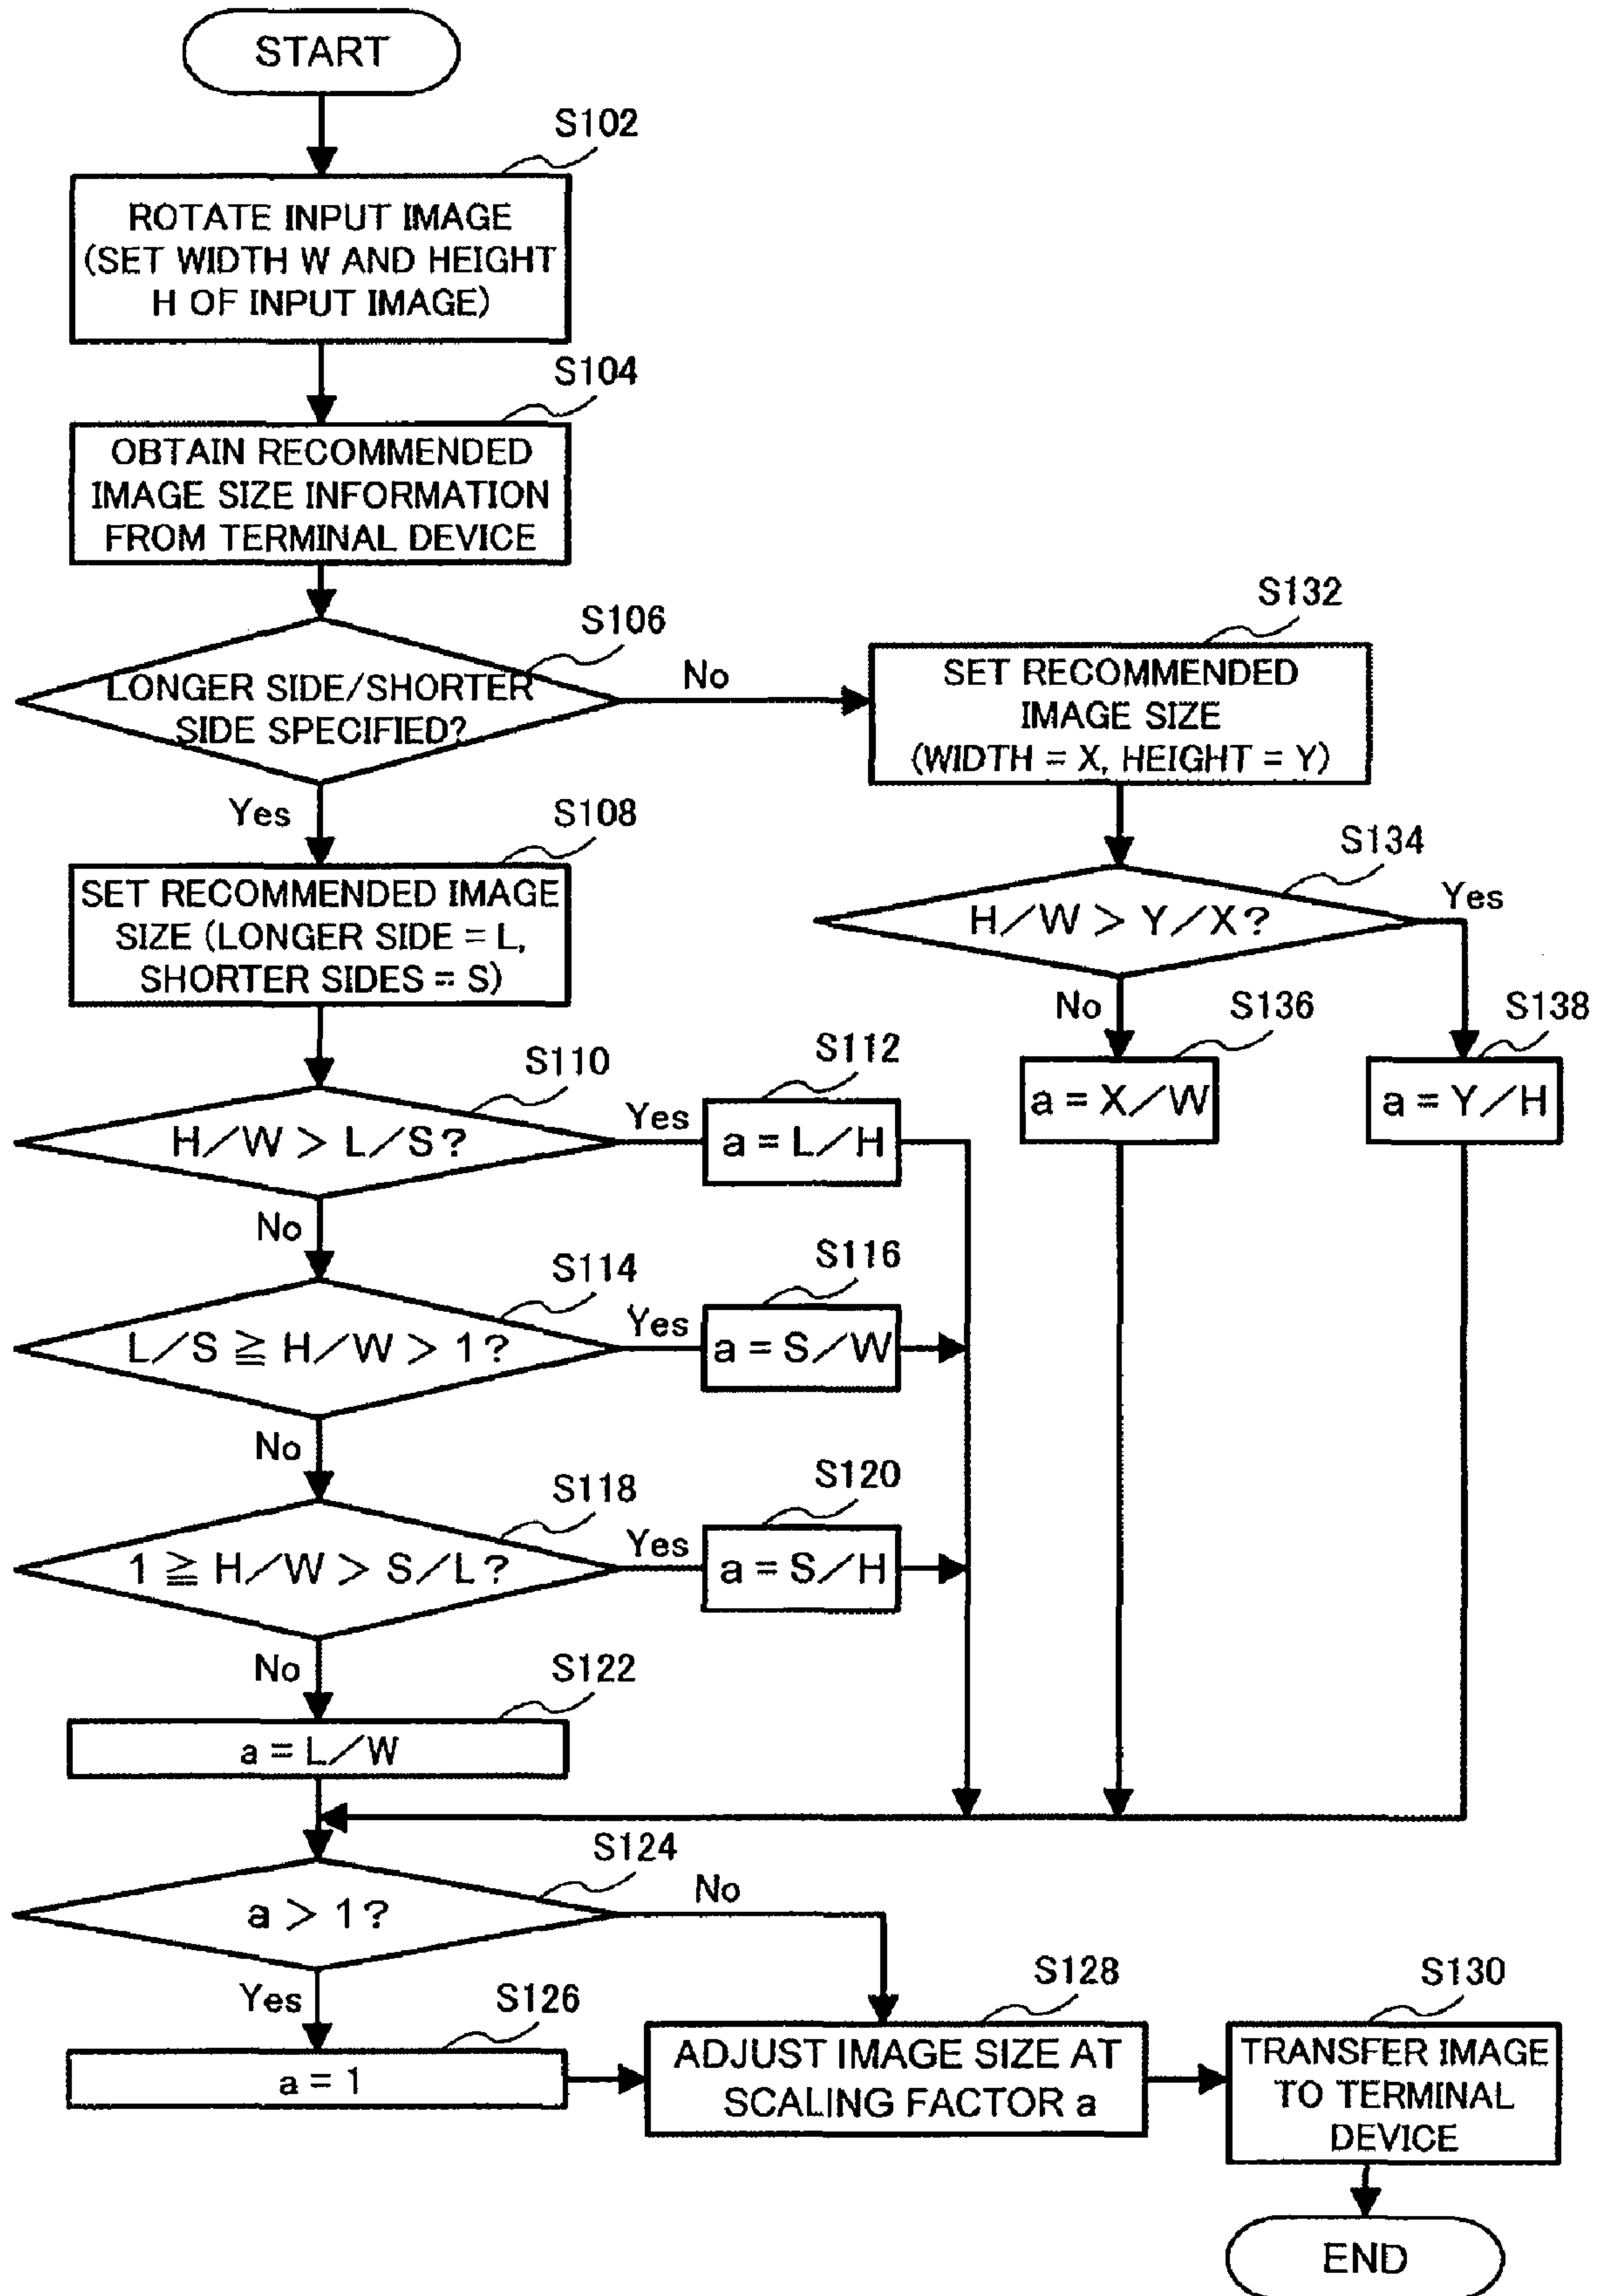 START
S102
ROTATE INPUT IMAGE
(SET WIDTH W AND HEIGHT
H OF INPUT IMAGE)
S104
OBTAIN RECOMMENDED
IMAGE SIZE INFORMATION
FROM TERMINAL DEVICE
S106
LONGER SIDE/SHORTER
SIDE SPECIFIED?
No
Yes
S132
SET RECOMMENDED
IMAGE SIZE
(WIDTH = X, HEIGHT = Y)
S108
SET RECOMMENDED IMAGE
SIZE (LONGER SIDE = L,
SHORTER SIDES = S)
S134
H/W > Y/X?
Yes
No
S136
a = X/W
S138
a = Y/H
S110
H/W > L/S?
Yes
S112
a = L/H
No
S114
L/S ≧ H/W > 1?
Yes
S116
a = S/W
No
S118
1 ≧ H/W > S/L?
Yes
S120
a = S/H
No
S122
a = L/W
S124
a > 1?
No
Yes
S126
a = 1
S128
ADJUST IMAGE SIZE AT
SCALING FACTOR a
S130
TRANSFER IMAGE
TO TERMINAL
DEVICE
END